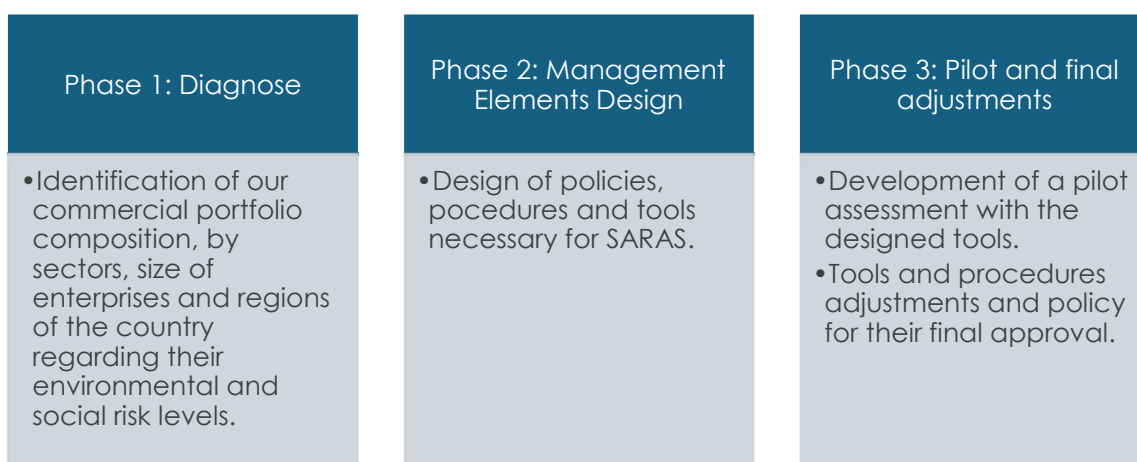 Phase 1: Diagnose
•Identification of our
commercial portfolio
composition, by
sectors, size of
enterprises and regions
of the country
regarding their
environmental and
social risk levels.
Phase 2: Management
Elements Design
•Design of policies,
pocedures and tools
necessary for SARAS.
Phase 3: Pilot and final
adjustments
•Development of a pilot
assessment with the
designed tools.
•Tools and procedures
adjustments and policy
for their final approval.